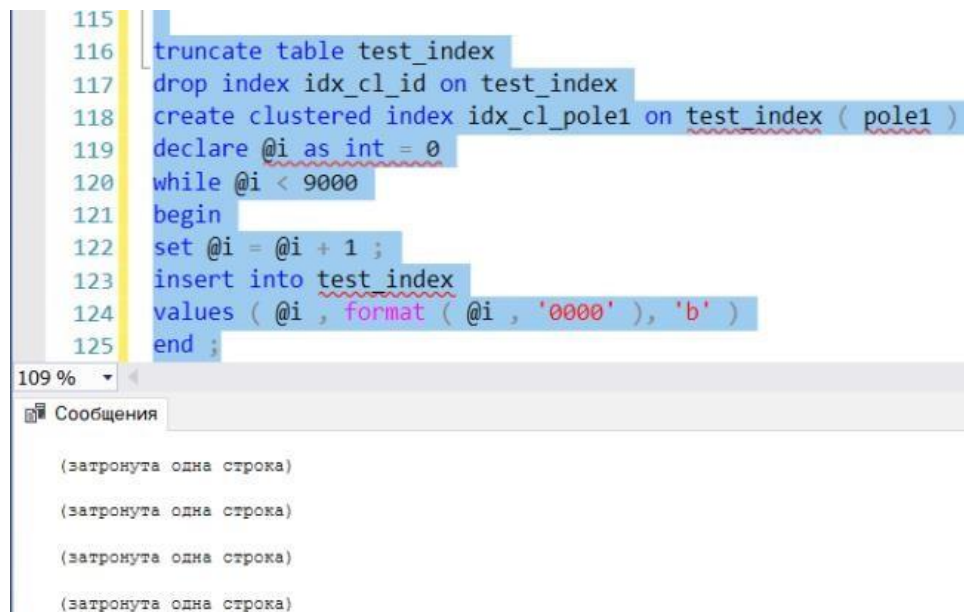 115
116 truncate table test_index
117 drop index idx_cl_id on test_index
118 create clustered index idx_cl_pole1 on test_index ( pole1 )
119 declare @i as int = 0
120 while @i < 9000
121 begin
122 set @i = @i + 1 ;
123 insert into test_index
124 values ( @i , format ( @i , '0000' ), 'b' )
125 end ;
109 %
Сообщения
(затронута одна строка)
(затронута одна строка)
(затронута одна строка)
(затронута одна строка)